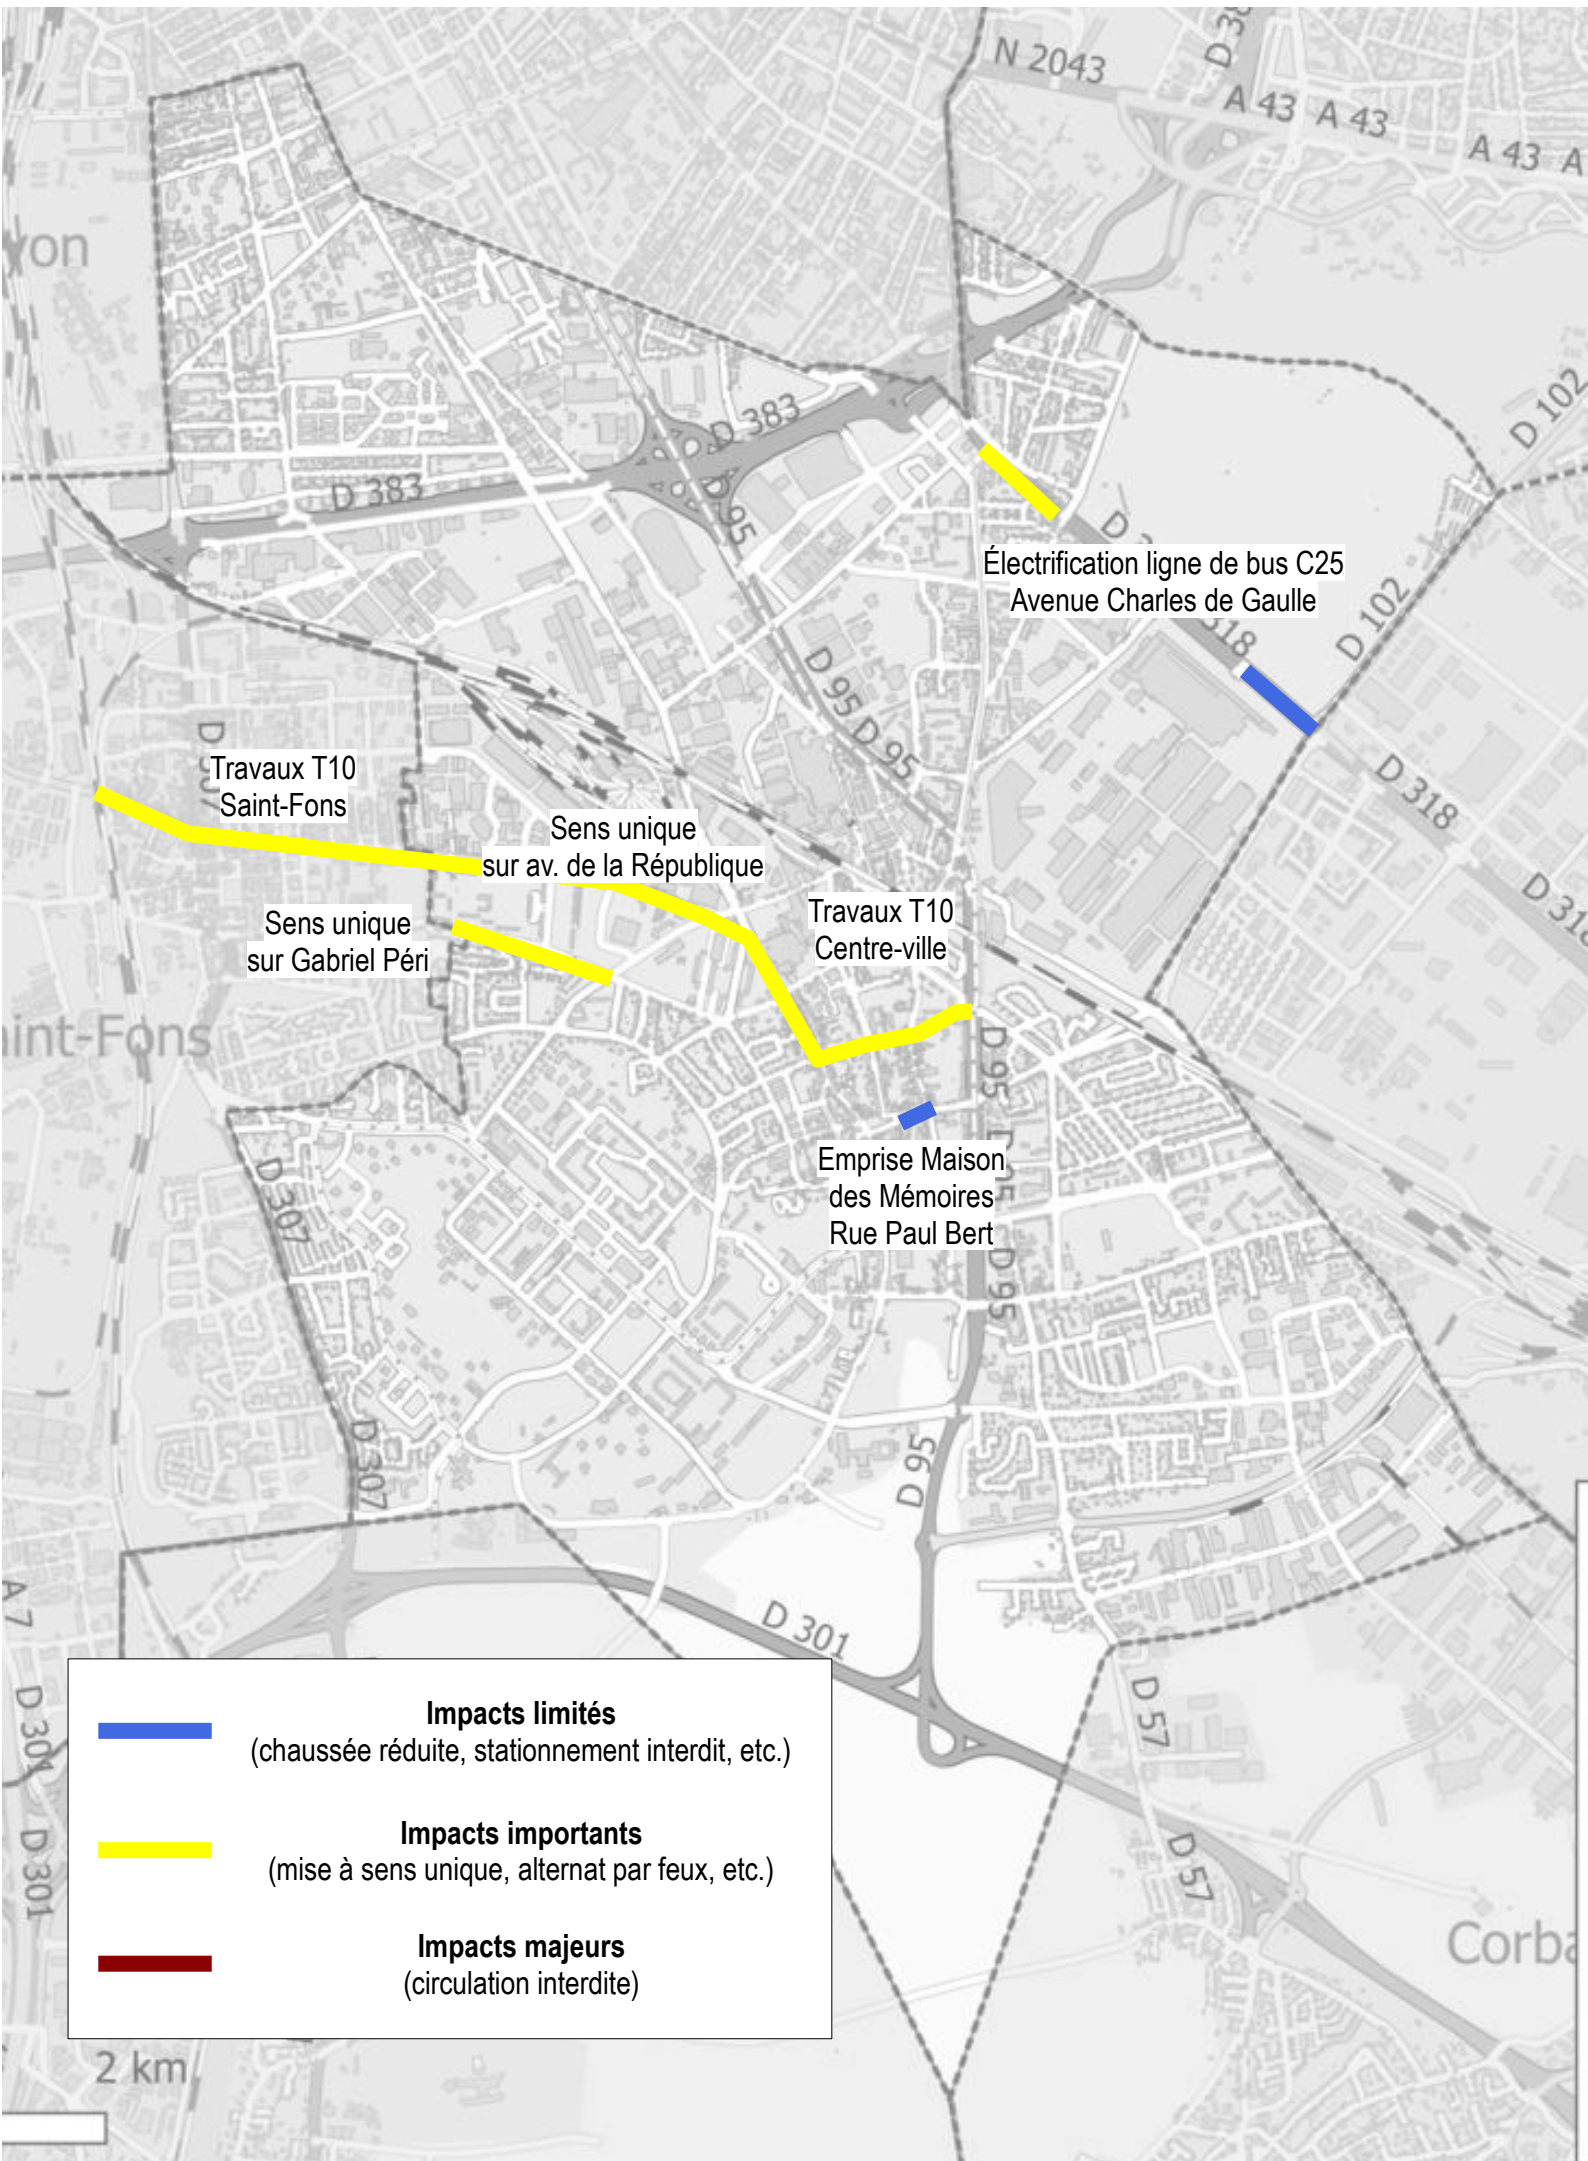 N 2043
D 38
A 43
A 43
A 43
A
yon
D 383
D 383
D 95
D 102
Électrification ligne de bus C25
Avenue Charles de Gaulle
318
D 102
D 95
D 95
D 318
D 318
Travaux T10
Saint-Fons
Sens unique
sur av. de la République
Sens unique
sur Gabriel Péri
Travaux T10
Centre-ville
int-Fons
D 95
Emprise Maison
des Mémoires
Rue Paul Bert
D 95
D 307
D 307
D 95
A 7
D 301
D 57
D 301
D 301
D 57
Corba
Impacts limités
(chaussée réduite, stationnement interdit, etc.)
Impacts importants
(mise à sens unique, alternat par feux, etc.)
Impacts majeurs
(circulation interdite)
2 km